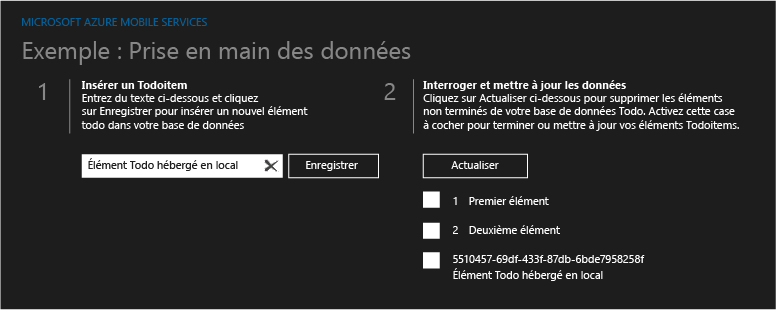 MICROSOFT AZURE MOBILE SERVICES
Exemple : Prise en main des données
1
Insérer un Todoitem
Entrez du texte ci-dessous et cliquez
sur Enregistrer pour insérer un nouvel élément
todo dans votre base de données
Élément Todo hébergé en local
Enregistrer
2
Interroger et mettre à jour les données
Cliquez sur Actualiser ci-dessous pour supprimer les éléments
non terminés de votre base de données Todo. Activez cette case
à cocher pour terminer ou mettre à jour vos éléments Todoitems.
Actualiser
1 Premier élément
2 Deuxième élément
5510457-69df-433f-87db-6bde7958258f
Élément Todo hébergé en local